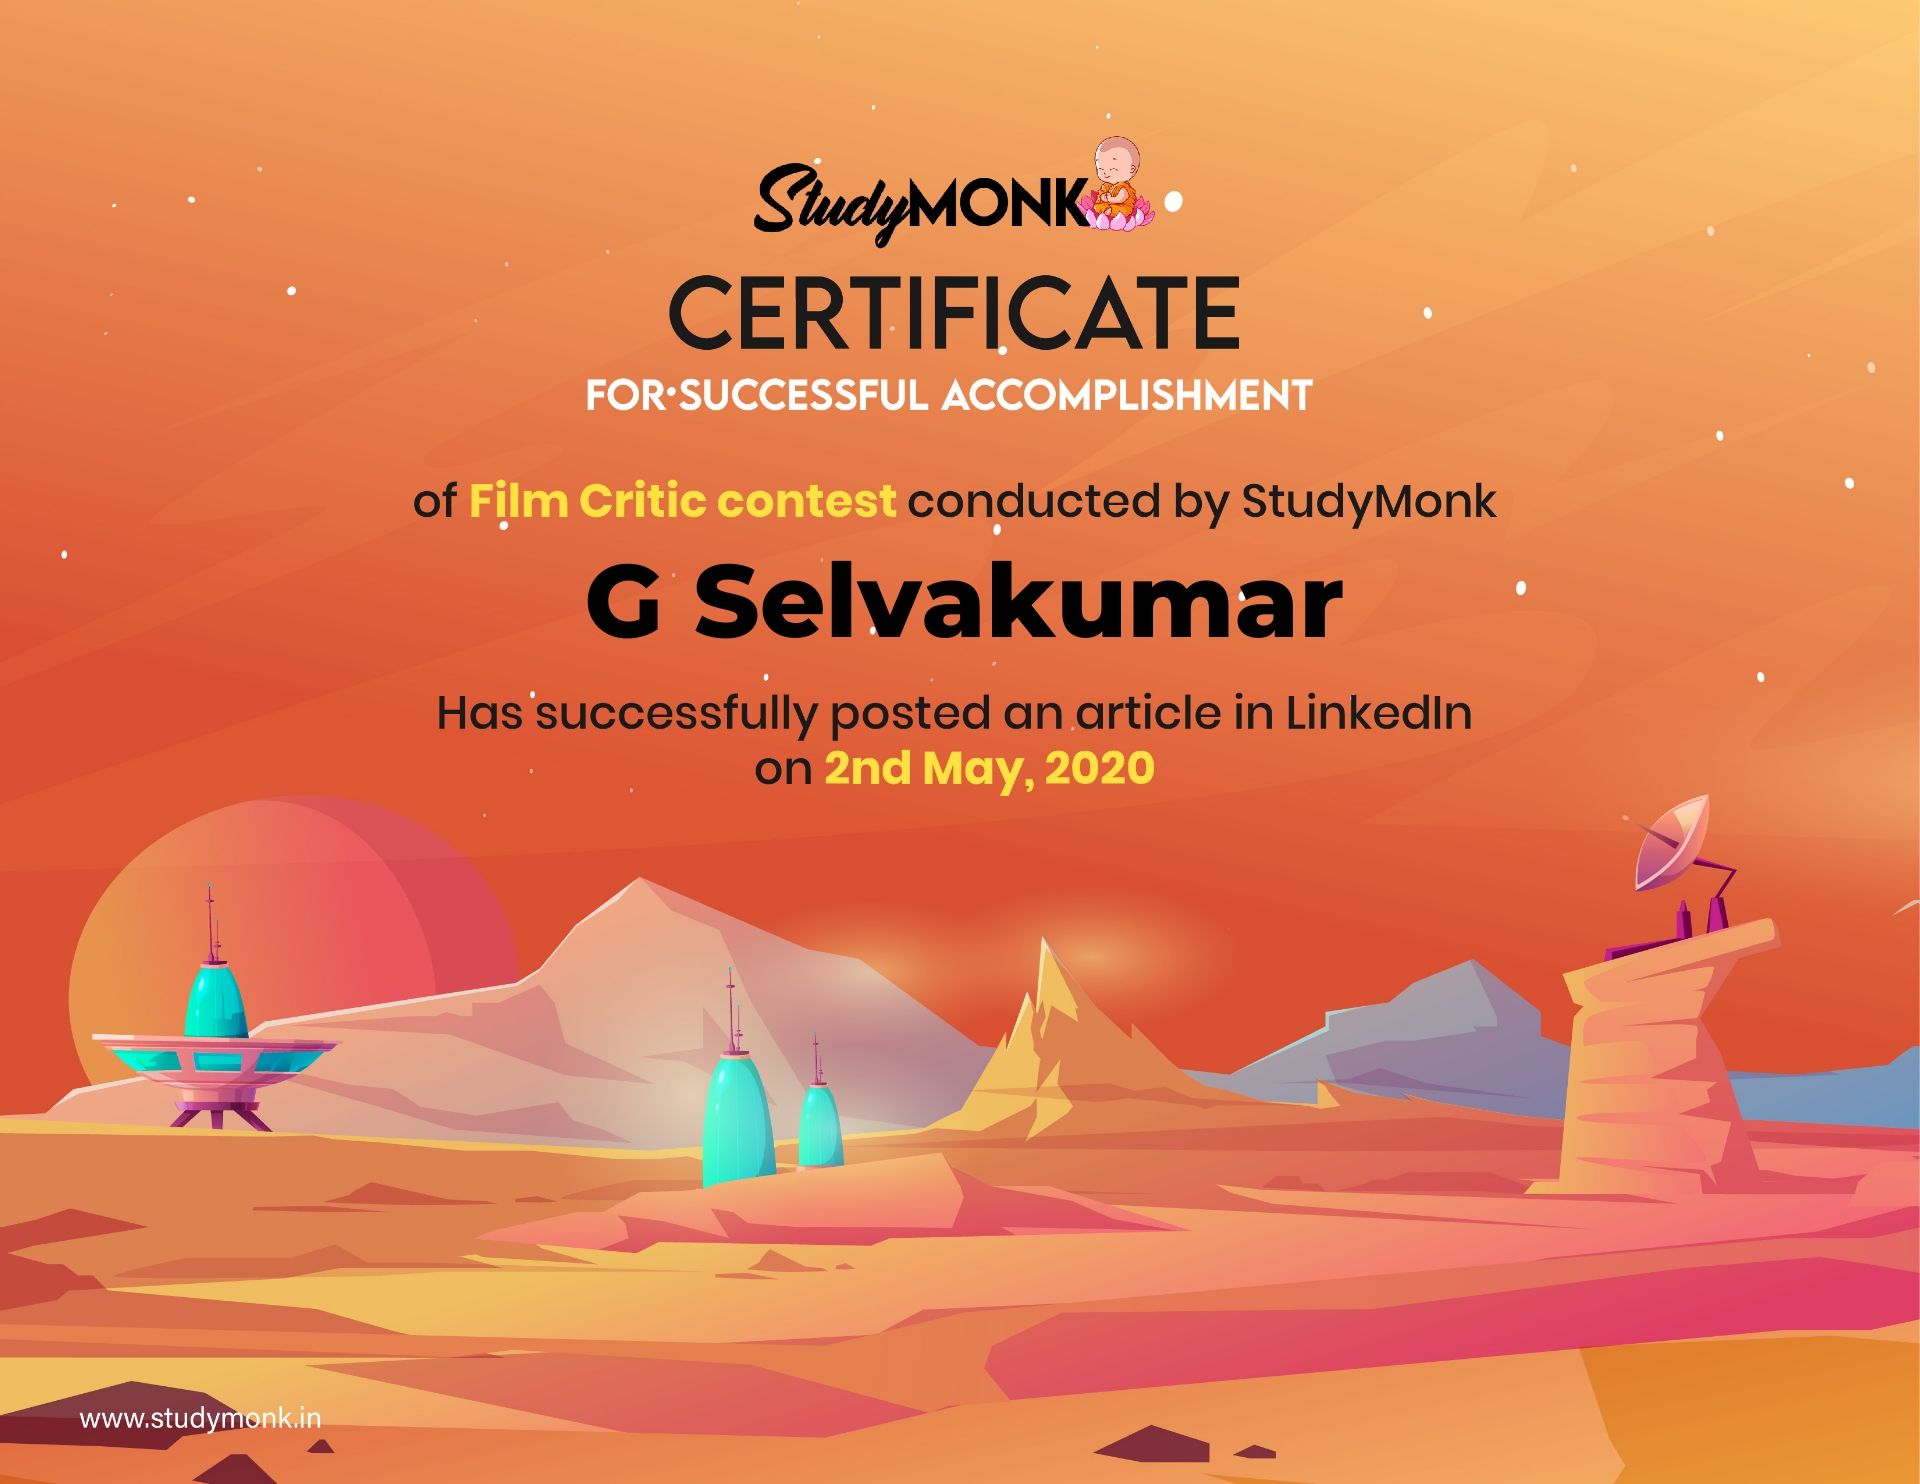 StudyMONK
CERTIFICATE
FOR SUCCESSFUL ACCOMPLISHMENT
of Film Critic contest conducted by StudyMonk
G Selvakumar
Has successfully posted an article in LinkedIn
on 2nd May, 2020
www.studymonk.in